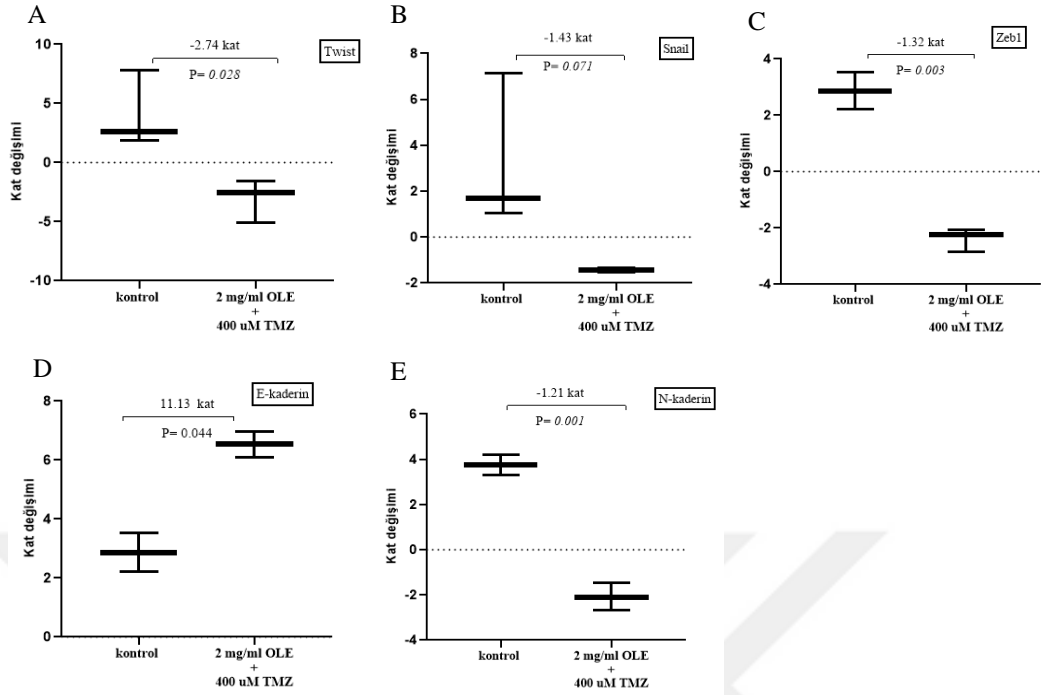 A
-2.74 kat
Twist
P= 0.028
Kat değişimi
10
5
0
-5
-10
kontrol
2 mg/ml OLE
+
400 uM TMZ
B
-1.43 kat
Snail
P= 0.071
Kat değişimi
8
6
4
2
0
-2
kontrol
2 mg/ml OLE
+
400 uM TMZ
C
-1.32 kat
Zeb1
P= 0.003
Kat değişimi
4
2
0
-2
-4
kontrol
2 mg/ml OLE
+
400 uM TMZ
D
11.13 kat
E-kaderin
P= 0.044
Kat değişimi
8
6
4
2
0
kontrol
2 mg/ml OLE
+
400 uM TMZ
E
-1.21 kat
N-kaderin
P= 0.001
Kat değişimi
6
4
2
0
-2
-4
kontrol
2 mg/ml OLE
+
400 uM TMZ